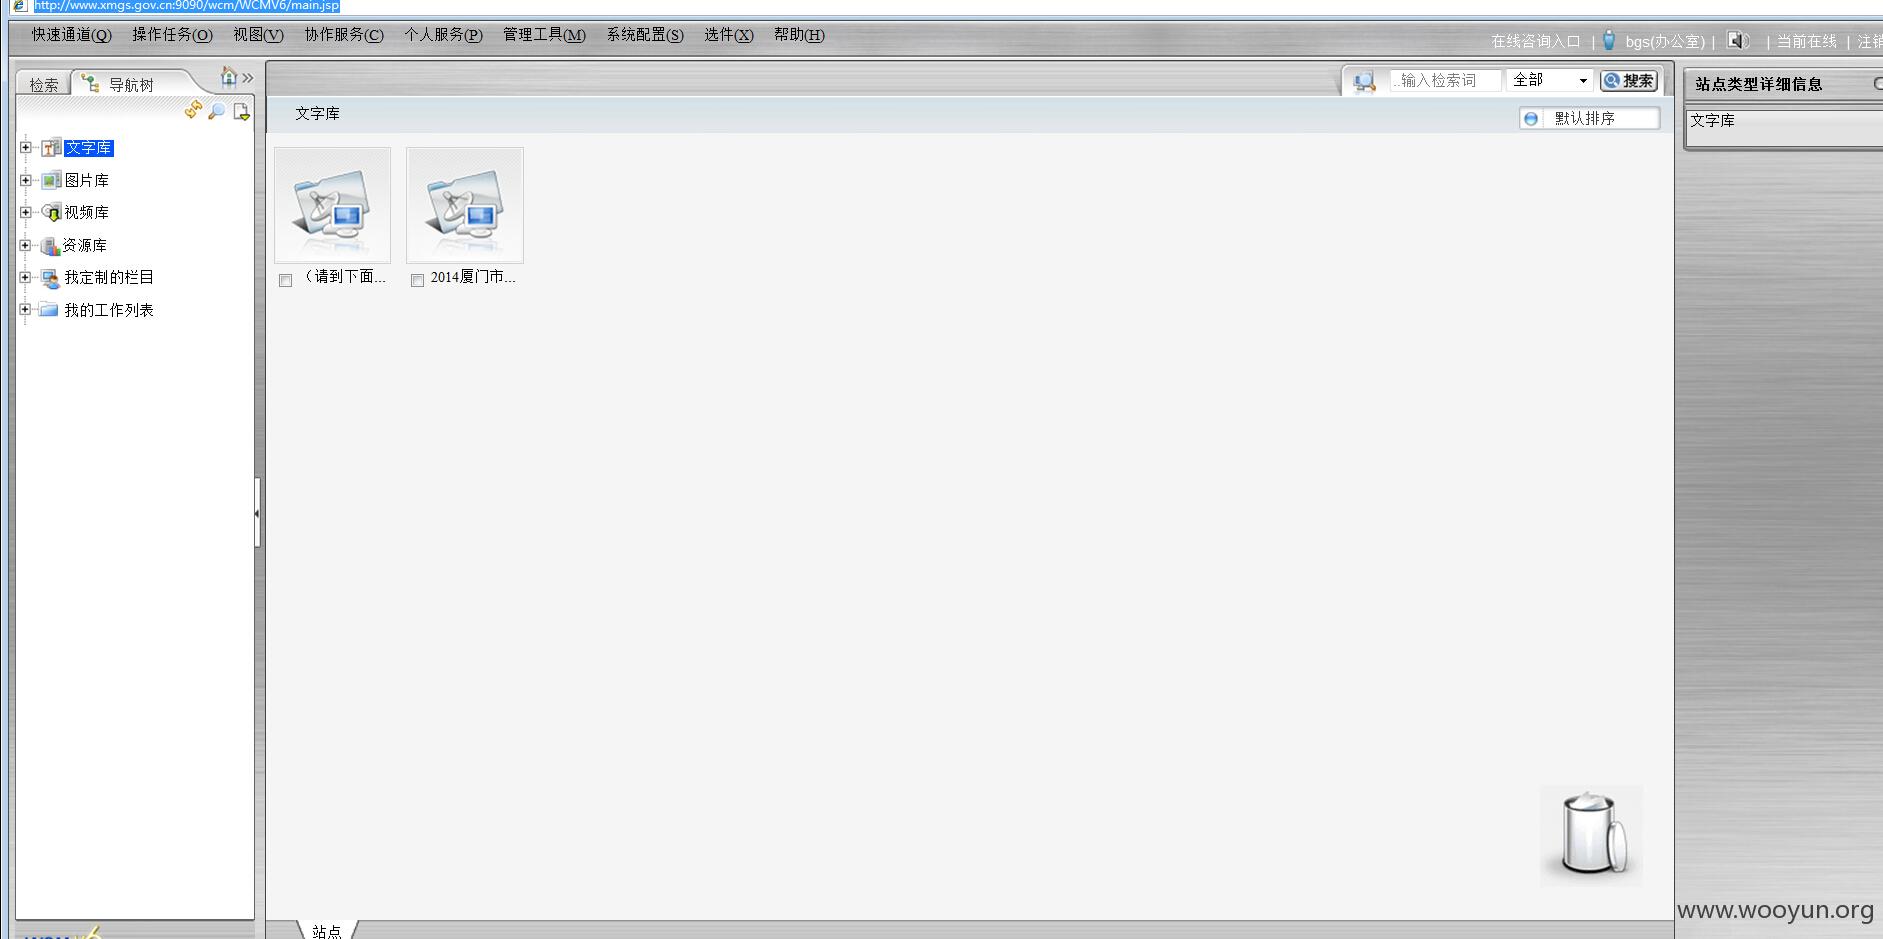 http://www.xmgs.gov.cn:9090/wcm/WCMV6/main.jsp
快速通道(Q) 操作任务(O) 视图(V) 协作服务(C) 个人服务(P) 管理工具(M) 系统配置(S) 选件(X) 帮助(H)
在线咨询入口 | bgs(办公室) | | 当前在线 | 注销
检索 导航树
..输入检索词 全部 搜索
站点类型详细信息
文字库
默认排序
文字库
文字库
图片库
视频库
资源库
我定制的栏目
我的工作列表
（请到下面...
2014厦门市...
站点
www.wooyun.org